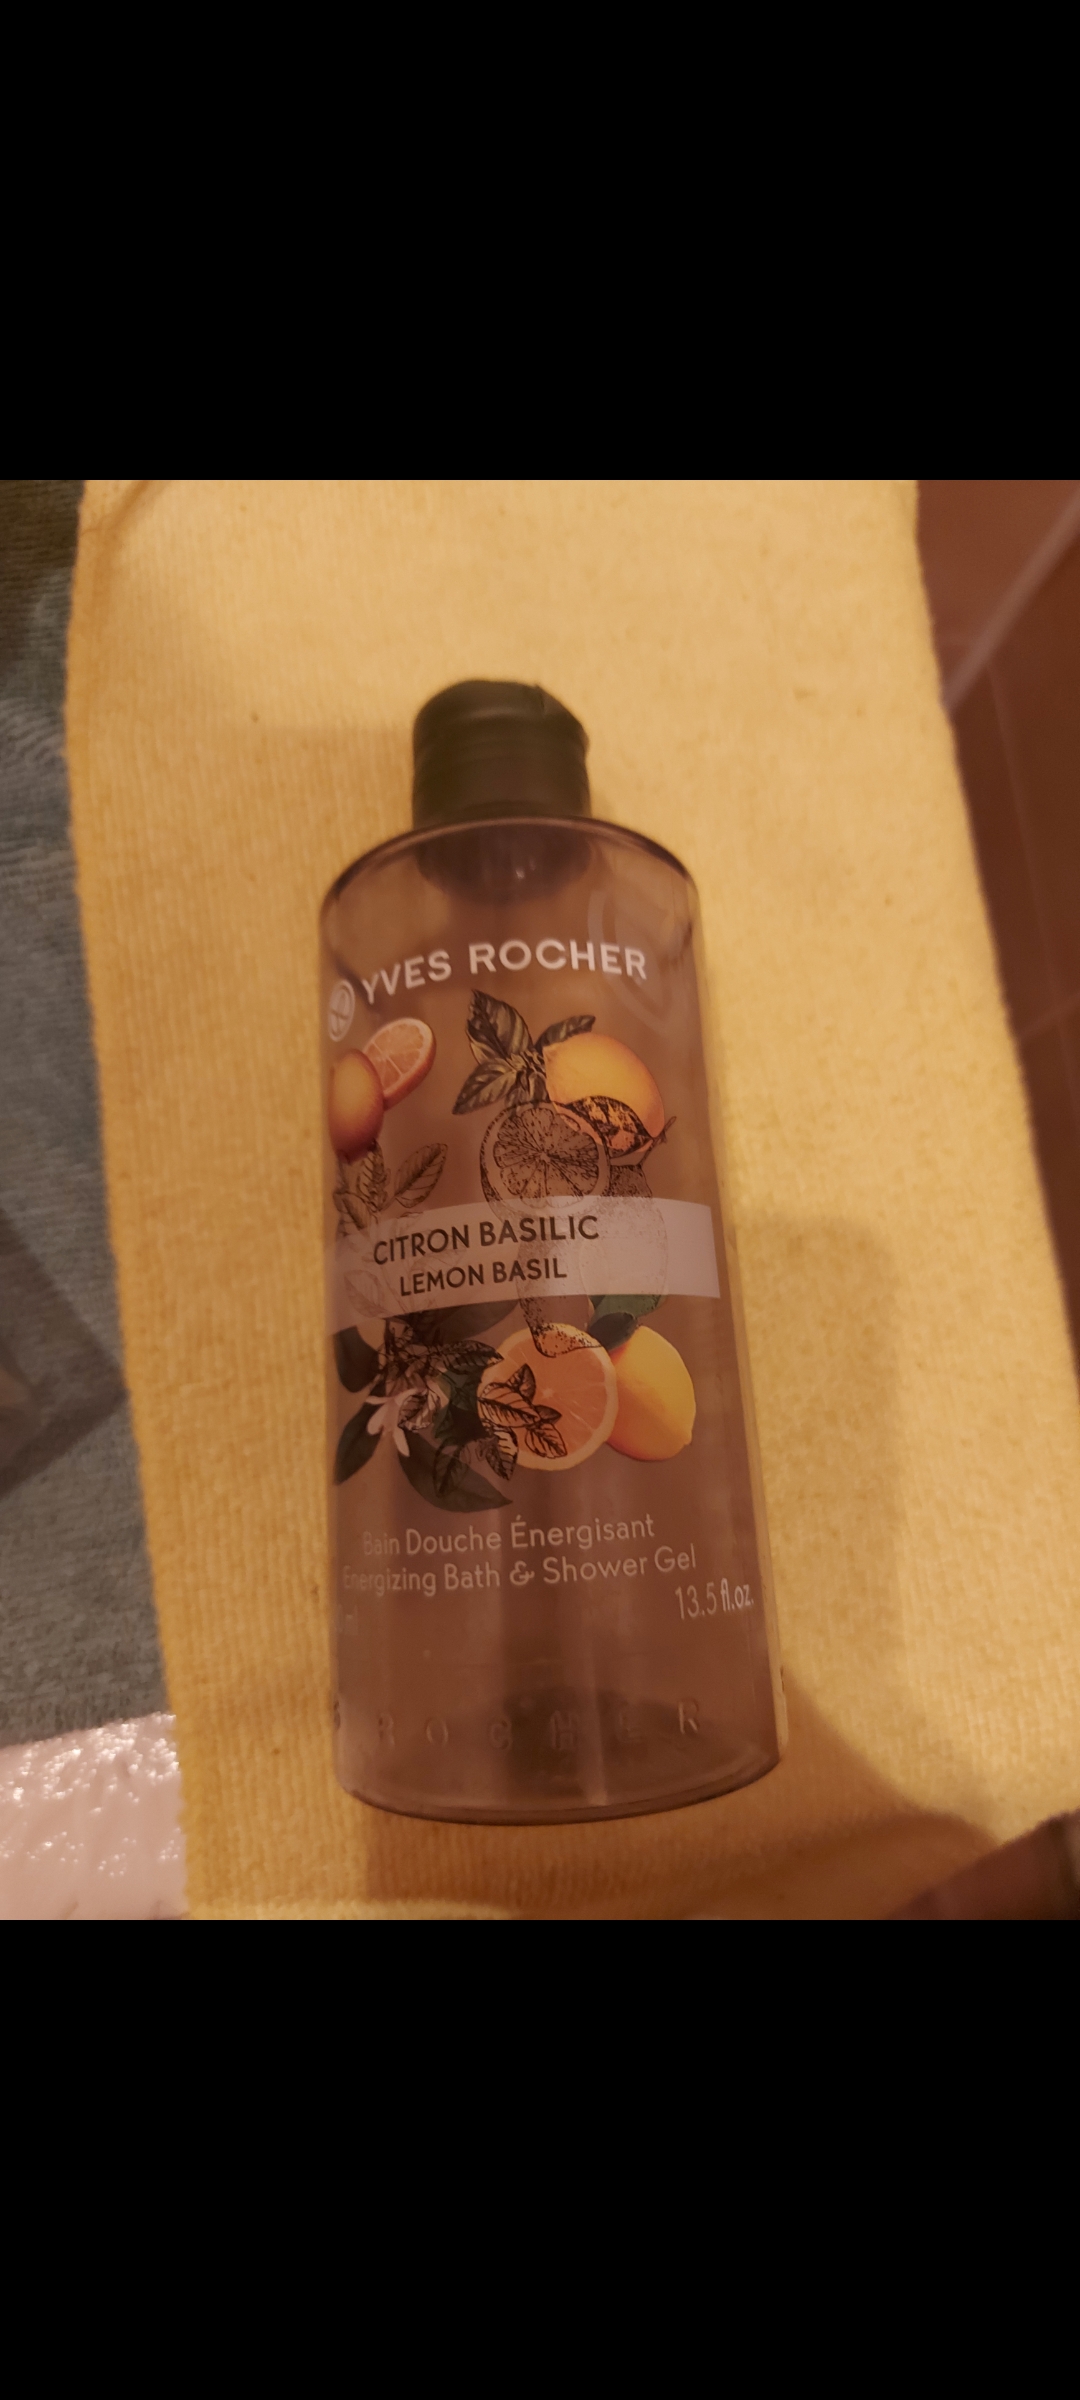 YVES ROCHER
CITRON BASILIC
LEMON BASIL
Bain Douche Énergisant
Energizing Bath & Shower Gel
13.5 fl.oz.
ROCHER